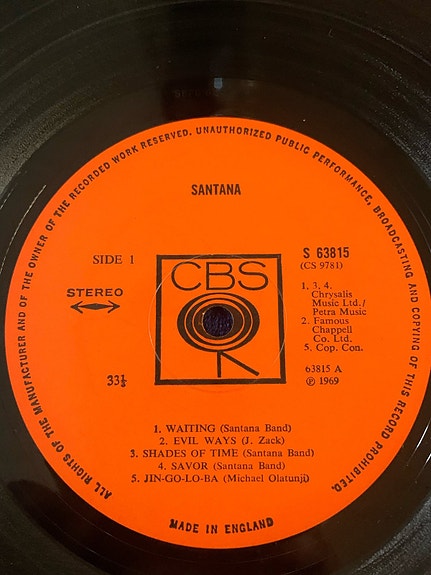 ALL RIGHTS OF THE MANUFACTURER AND OF THE OWNER OF THE RECORDED WORK RESERVED. UNAUTHORIZED PUBLIC PERFORMANCE, BROADCASTING AND COPYING OF THIS RECORD PROHIBITED.
SANTANA
SIDE 1
CBS
S 63815
(CS 9781)
STEREO
1, 3, 4.
Chrysalis
Music Ltd./
Petra Music
2. Famous
Chappell
Co. Ltd.
5. Cop. Con.
33⅓
63815 A
℗ 1969
1. WAITING (Santana Band)
2. EVIL WAYS (J. Zack)
3. SHADES OF TIME (Santana Band)
4. SAVOR (Santana Band)
5. JIN-GO-LO-BA (Michael Olatunji)
MADE IN ENGLAND